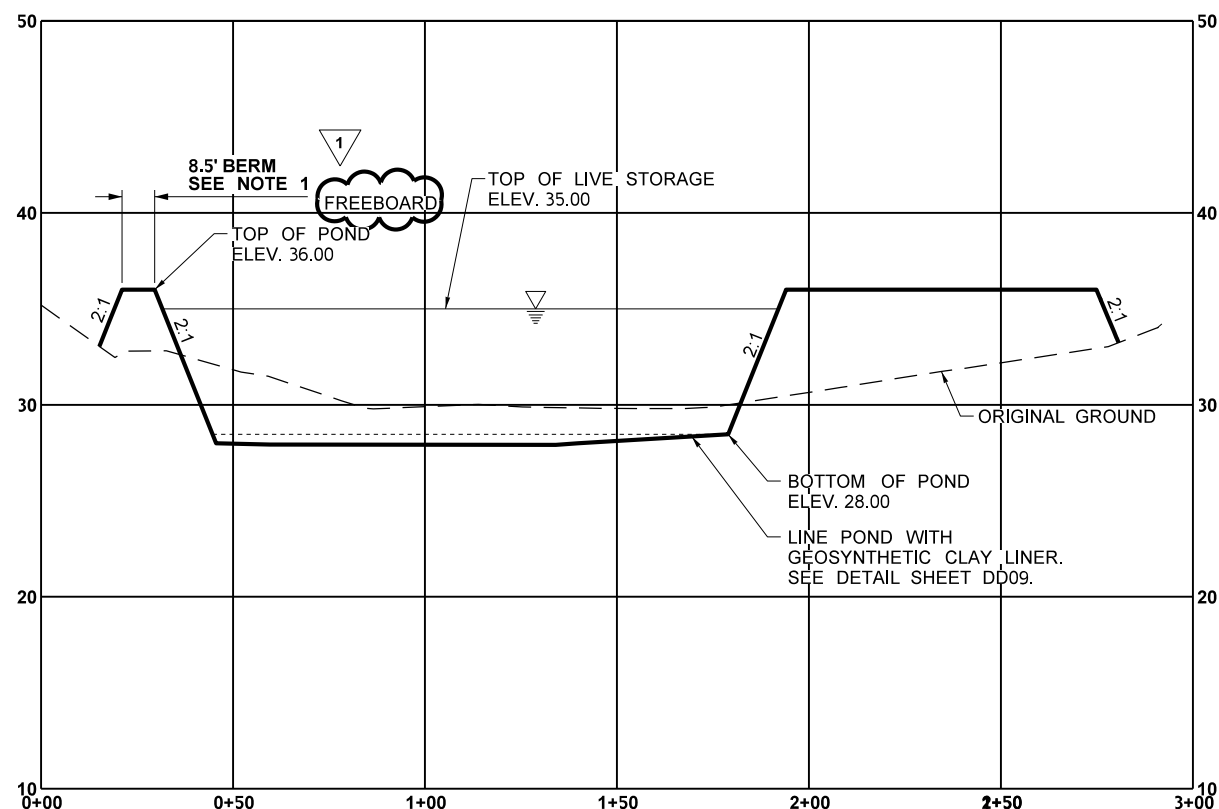 50
50
1
8.5' BERM
SEE NOTE 1
FREEBOARD
TOP OF LIVE STORAGE
ELEV. 35.00
40
40
TOP OF POND
ELEV. 36.00
2:1
2:1
2:1
2:1
30
30
ORIGINAL GROUND
BOTTOM OF POND
ELEV. 28.00
LINE POND WITH
GEOSYNTHETIC CLAY LINER.
SEE DETAIL SHEET DD09.
20
20
10
10
0+00 0+50 1+00 1+50 2+00 2+50 3+00